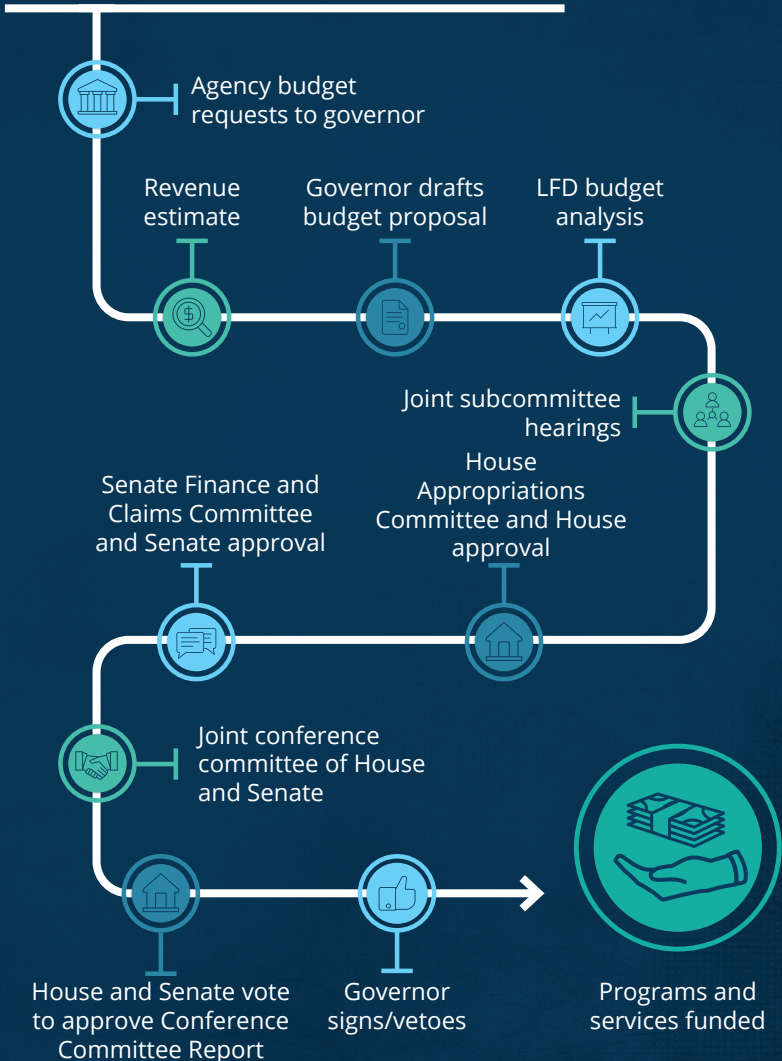 Agency budget
requests to governor
Revenue
estimate
Governor drafts
budget proposal
LFD budget
analysis
$
Joint subcommittee
hearings
House
Appropriations
Committee and House
approval
Senate Finance and
Claims Committee
and Senate approval
Joint conference
committee of House
and Senate
House and Senate vote
to approve Conference
Committee Report
Governor
signs/vetoes
Programs and
services funded